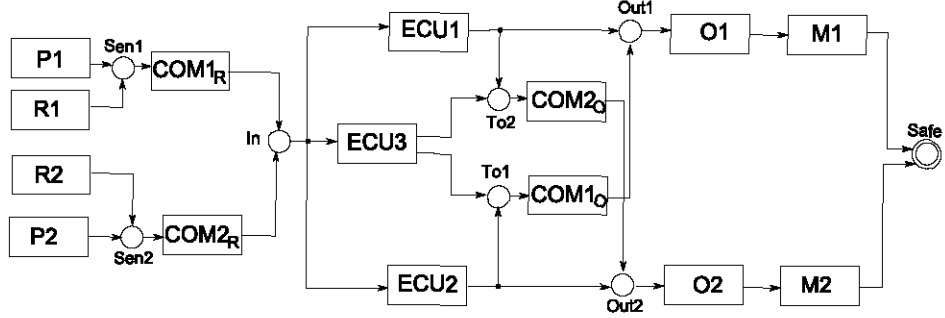 Out1
ECU1
O1
M1
P1
Sen1
COM1R
R1
To2
COM2O
In
ECU3
Safe
R2
To1
COM1O
P2
Sen2
COM2R
ECU2
Out2
O2
M2